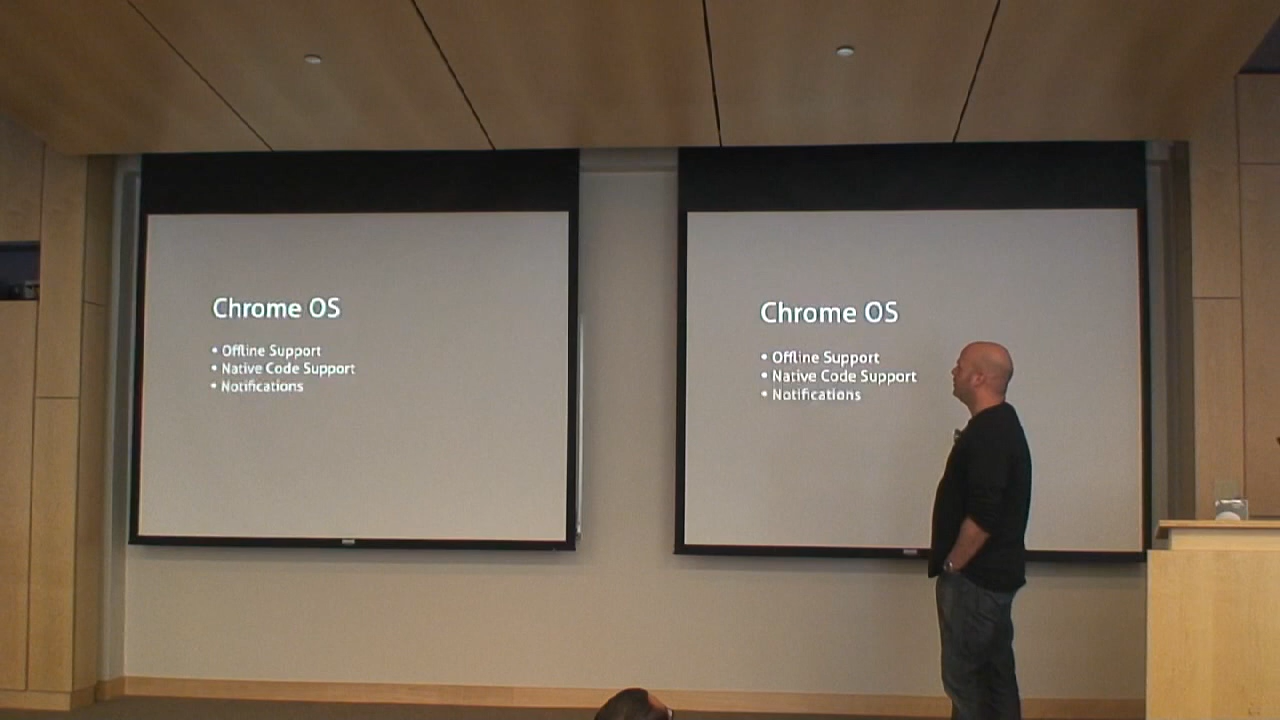 Chrome OS
• Offline Support
• Native Code Support
• Notifications
Chrome OS
• Offline Support
• Native Code Support
• Notifications